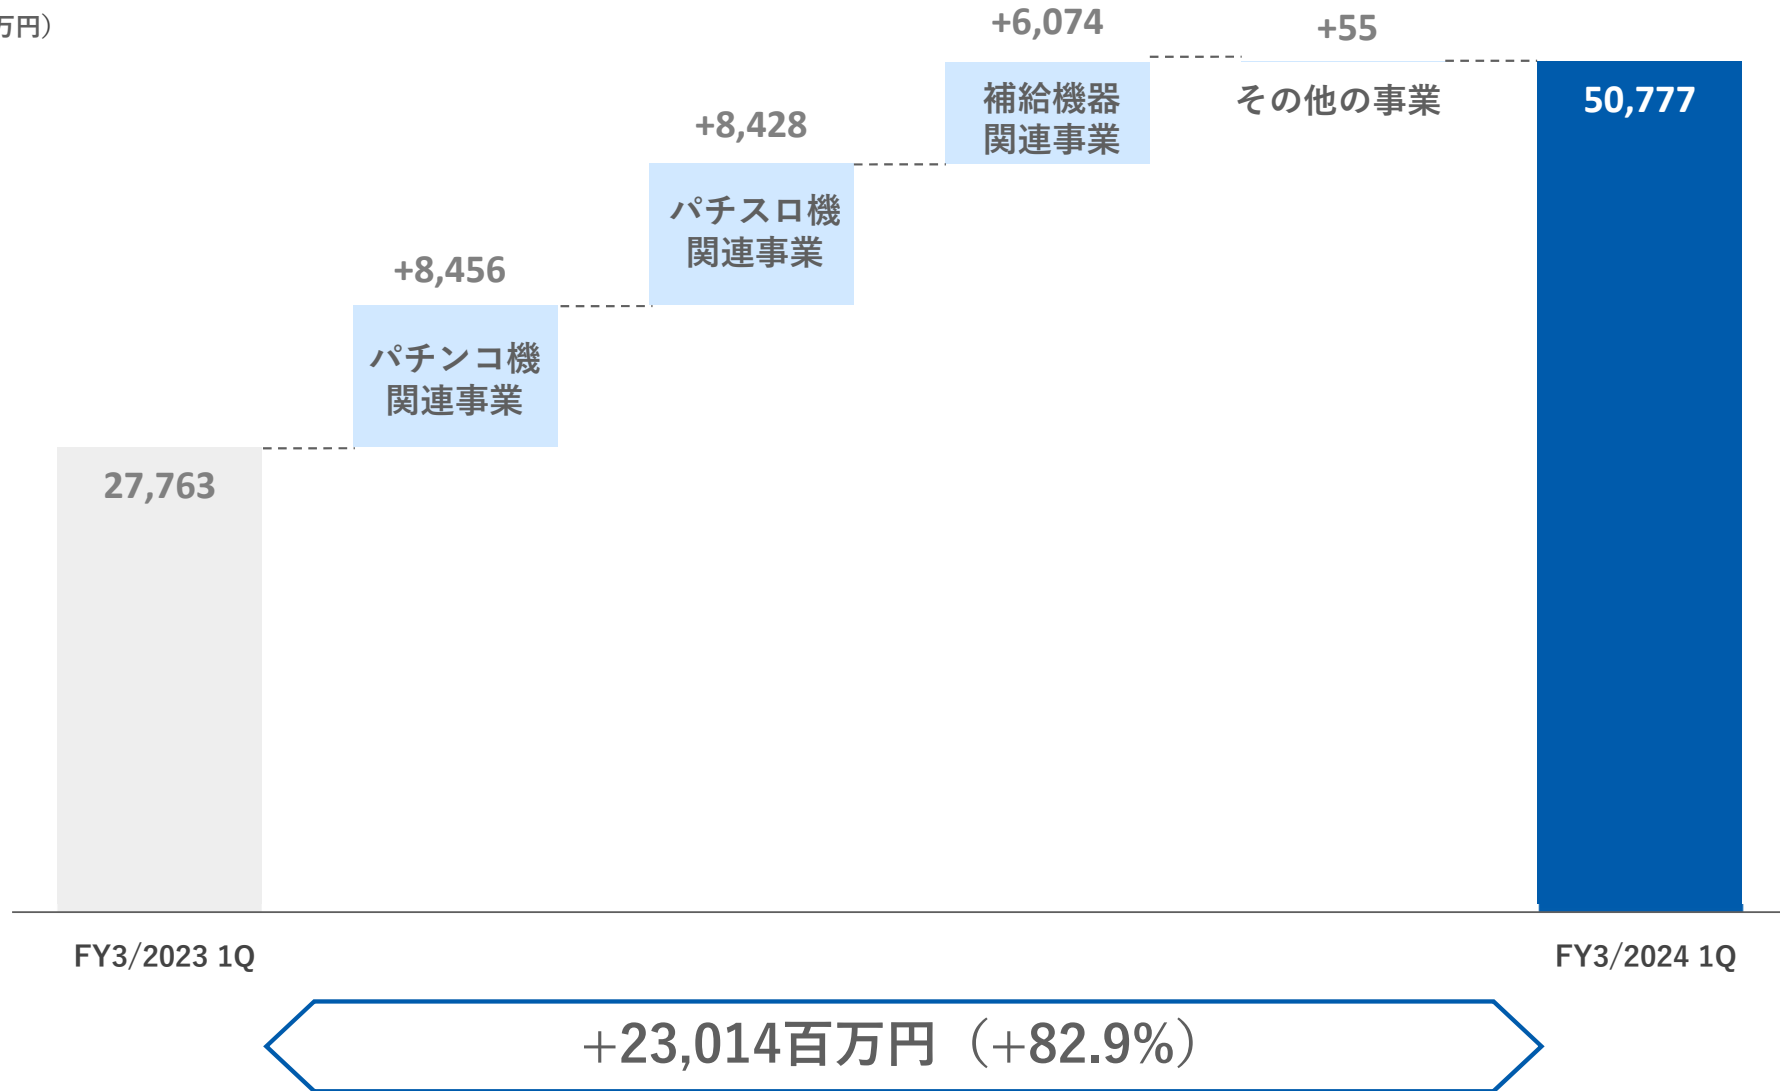 万円）
+6,074
+55
補給機器
関連事業
その他の事業
50,777
+8,428
パチスロ機
関連事業
+8,456
パチンコ機
関連事業
27,763
FY3/2023 1Q
FY3/2024 1Q
+23,014百万円（+82.9%）